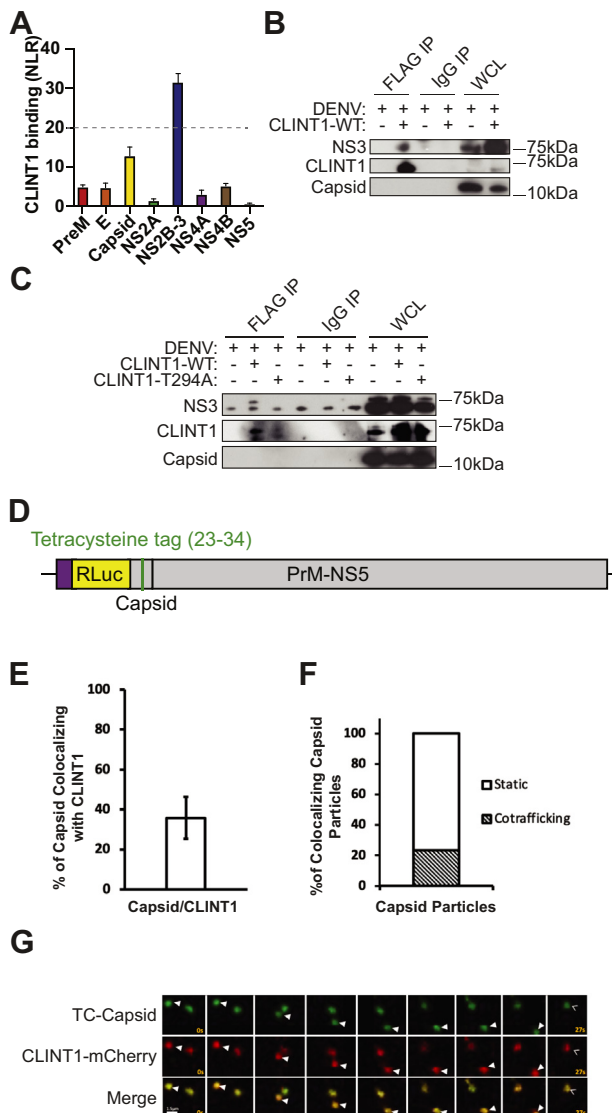 A
CLINT1 binding (NLR)
40
30
20
10
0
PreM
E
Capsid
NS2A
NS2B-3
NS4A
NS4B
NS5
B
FLAG IP
IgG IP
WCL
DENV: + + + + + +
CLINT1-WT: - + - + - +
NS3
75kDa
CLINT1
75kDa
Capsid
10kDa
C
FLAG IP
IgG IP
WCL
DENV: + + + + + + + + +
CLINT1-WT: - + - - + - - + -
CLINT1-T294A: - - + - - + - - +
NS3
75kDa
CLINT1
75kDa
Capsid
10kDa
D
Tetracysteine tag (23-34)
RLuc
PrM-NS5
Capsid
E
% of Capsid Colocalizing
with CLINT1
100
80
60
40
20
0
Capsid/CLINT1
F
%of Colocalizing Capsid
Particles
100
80
60
40
20
0
Static
Cotrafficking
Capsid Particles
G
TC-Capsid
0s
27s
CLINT1-mCherry
0s
27s
Merge
0s
27s